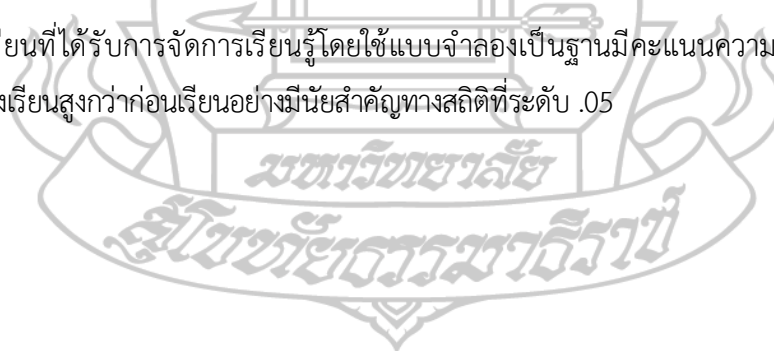 ยนที่ได้รับการจัดการเรียนรู้โดยใช้แบบจำลองเป็นฐานมีคะแนนความ
งเรียนสูงกว่าก่อนเรียนอย่างมีนัยสำคัญทางสถิติที่ระดับ .05
มหาวิทยาลัย
สุโขทัยธรรมาธิราช